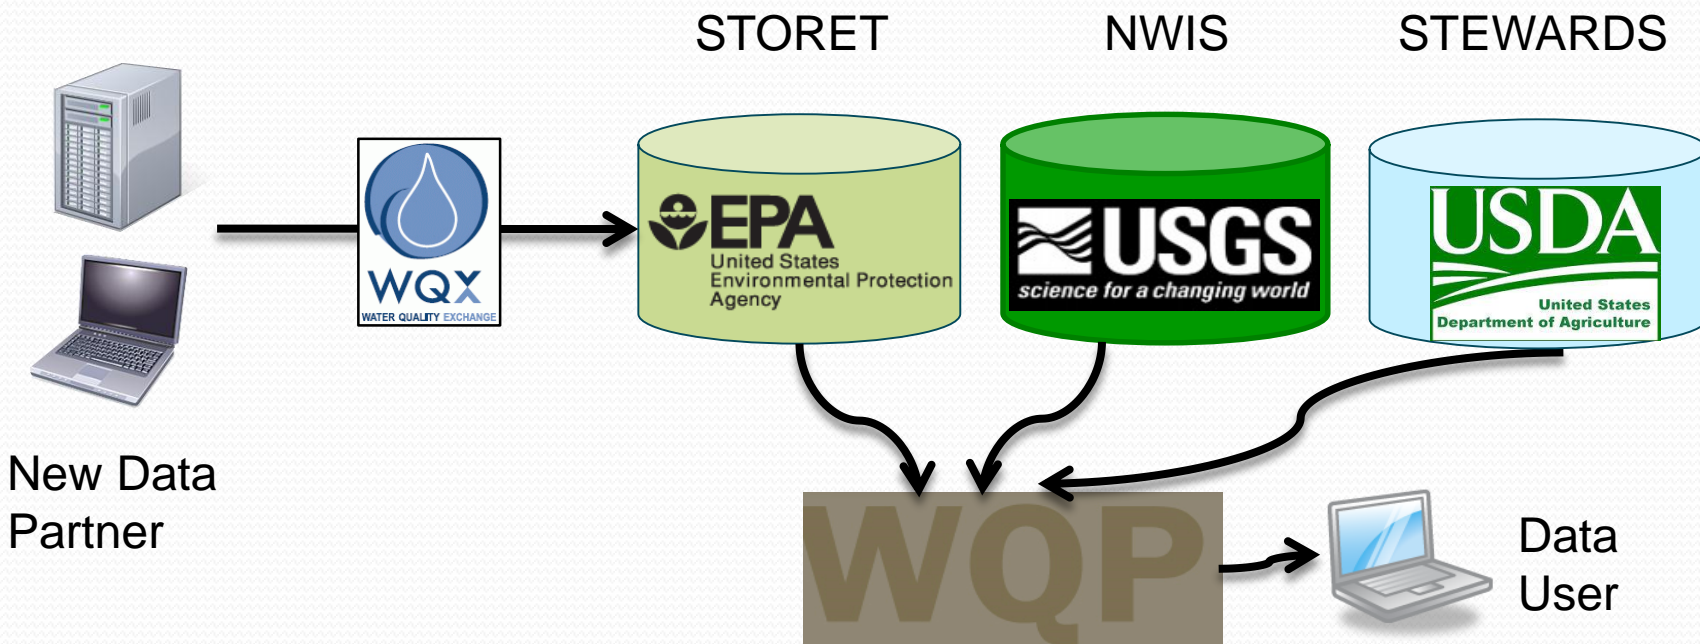 STORET
NWIS
STEWARDS
WQX
WATER QUALITY EXCHANGE
EPA
United States
Environmental Protection
Agency
USGS
science for a changing world
USDA
United States
Department of Agriculture
New Data
Partner
WQP
Data
User